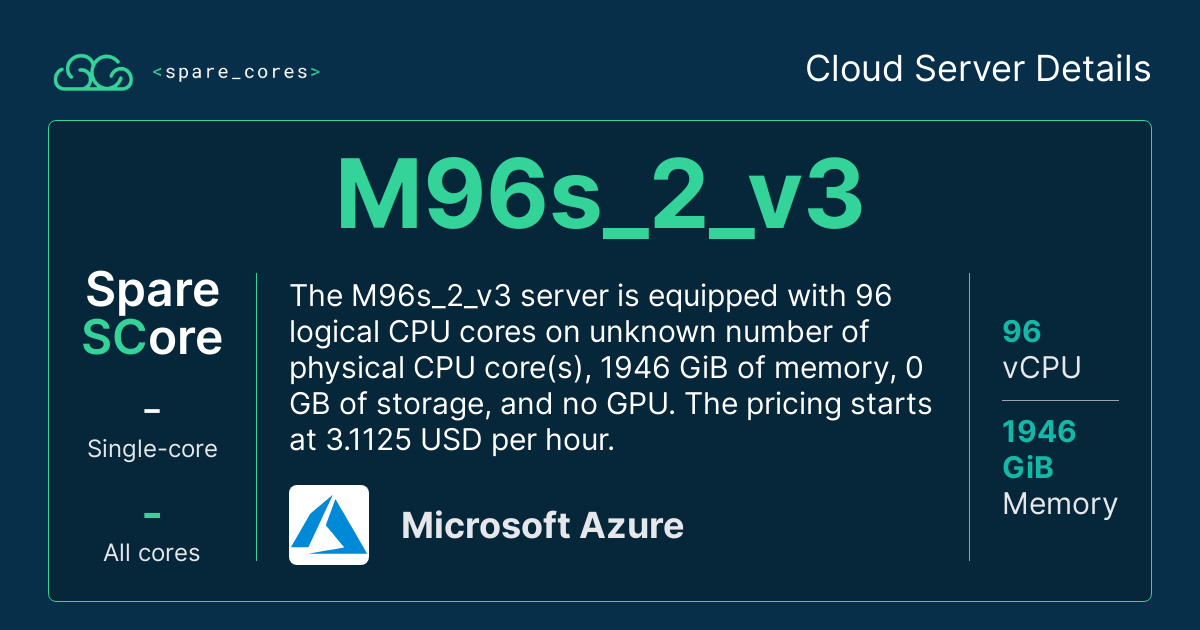 <spare_cores>
Cloud Server Details
M96s_2_v3
Spare
SCore
–
Single-core
–
All cores
The M96s_2_v3 server is equipped with 96
logical CPU cores on unknown number of
physical CPU core(s), 1946 GiB of memory, 0
GB of storage, and no GPU. The pricing starts
at 3.1125 USD per hour.
Microsoft Azure
96
vCPU
1946
GiB
Memory